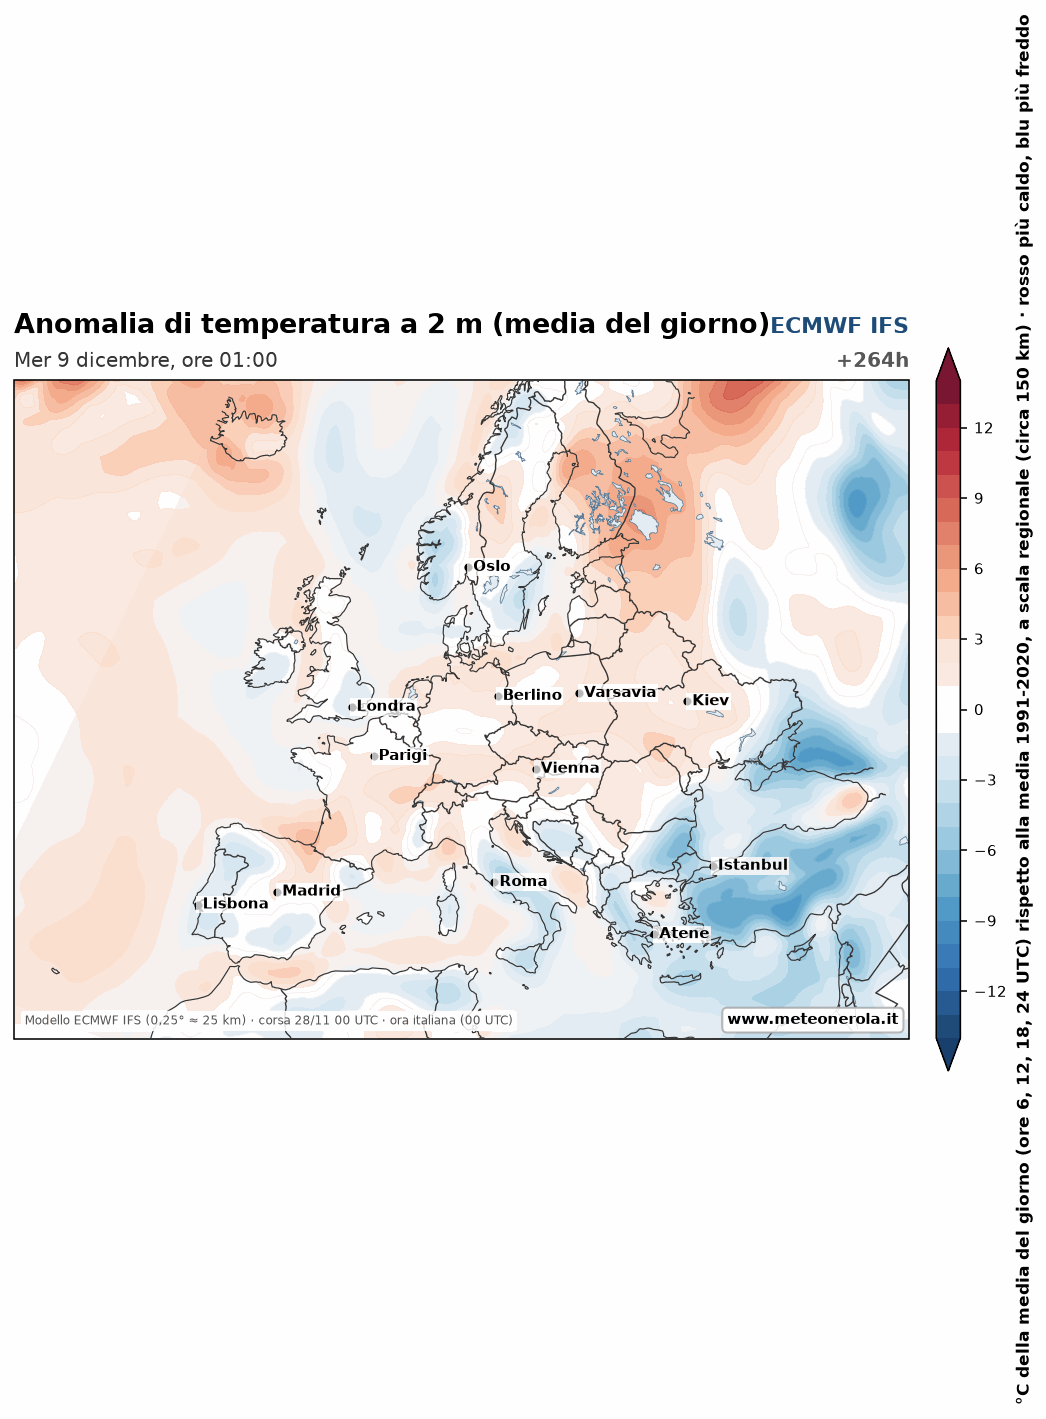 Anomalia di temperatura a 2 m (media del giorno)
ECMWF IFS
Mer 9 dicembre, ore 01:00
+264h
Oslo
Londra
Berlino
Varsavia
Kiev
Parigi
Vienna
Madrid
Lisbona
Roma
Istanbul
Atene
Modello ECMWF IFS (0,25° ≈ 25 km) · corsa 28/11 00 UTC · ora italiana (00 UTC)
www.meteonerola.it
12
9
6
3
0
−3
−6
−9
−12
°C della media del giorno (ore 6, 12, 18, 24 UTC) rispetto alla media 1991-2020, a scala regionale (circa 150 km) · rosso più caldo, blu più freddo